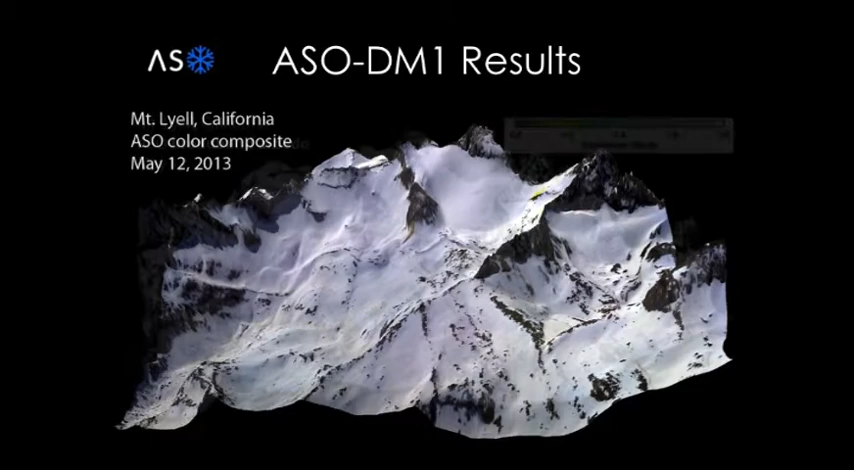 ASO
ASO-DM1 Results
Mt. Lyell, California
ASO color composite
May 12, 2013